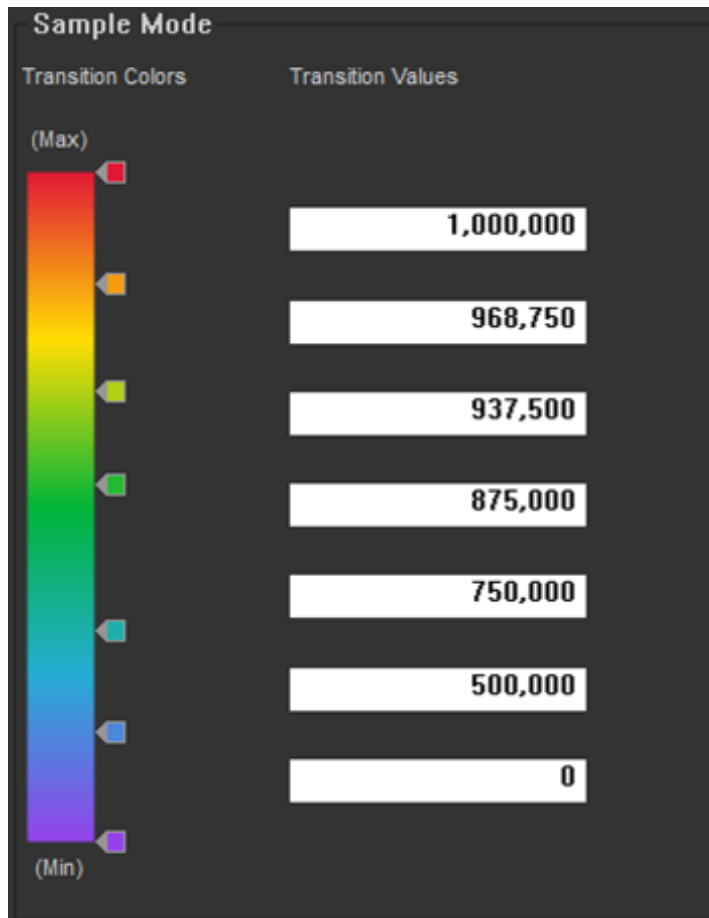 Sample Mode
Transition Colors Transition Values
(Max)
1,000,000
968,750
937,500
875,000
750,000
500,000
0
(Min)